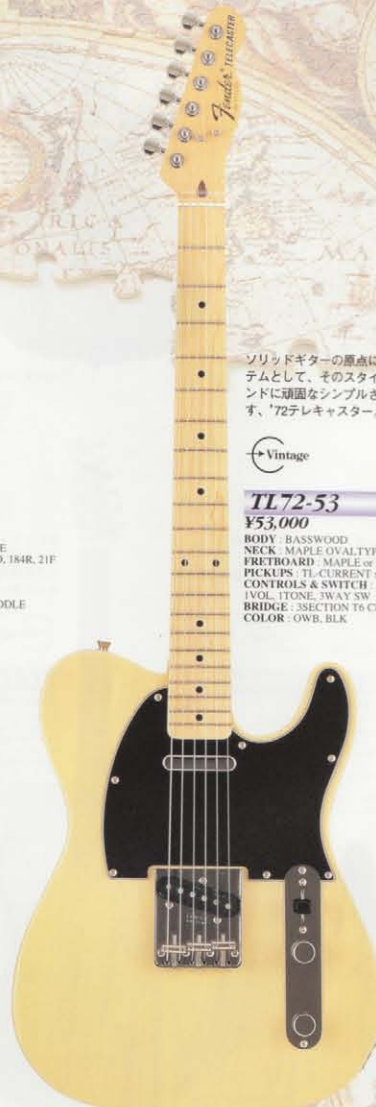 Fender TELECASTER
ソリッドギターの原点に
テムとして、そのスタイ
ンドに頑固なシンプルさ
す、'72テレキャスター。
Vintage
TL72-53
¥53,000
BODY : BASSWOOD
NECK : MAPLE OVALTYP
FRETBOARD : MAPLE or
PICKUPS : TL-CURRENT
CONTROLS & SWITCH :
1VOL, 1TONE, 3WAY SW
BRIDGE : 3SECTION T6 C
COLOR : OWB, BLK
E
, 184R, 21F
DDLE